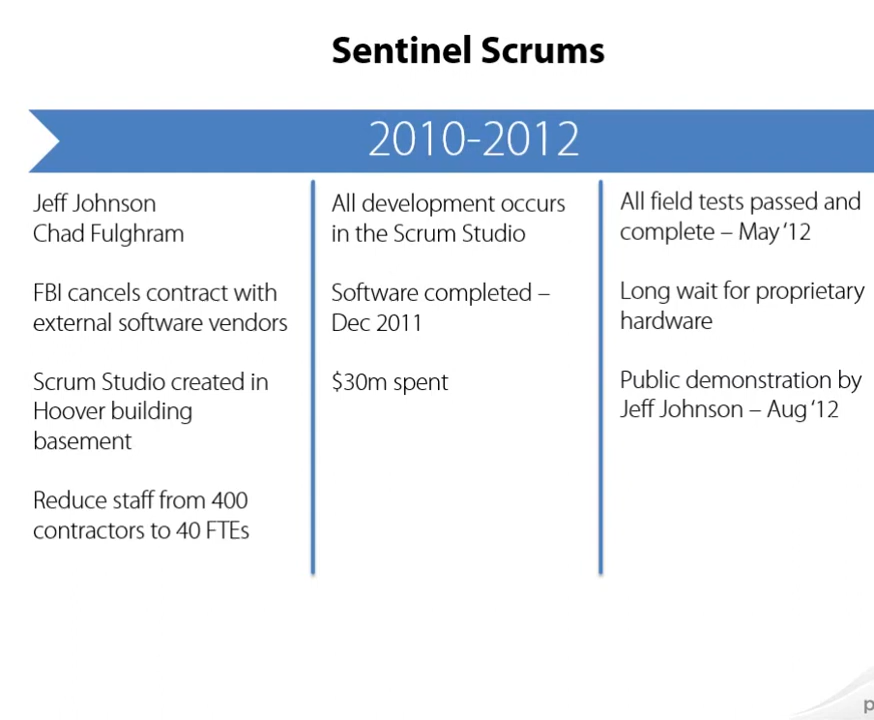 Sentinel Scrums
2010-2012
Jeff Johnson
Chad Fulghram
FBI cancels contract with
external software vendors
Scrum Studio created in
Hoover building
basement
Reduce staff from 400
contractors to 40 FTEs
All development occurs
in the Scrum Studio
Software completed –
Dec 2011
$30m spent
All field tests passed and
complete – May ‘12
Long wait for proprietary
hardware
Public demonstration by
Jeff Johnson – Aug ‘12